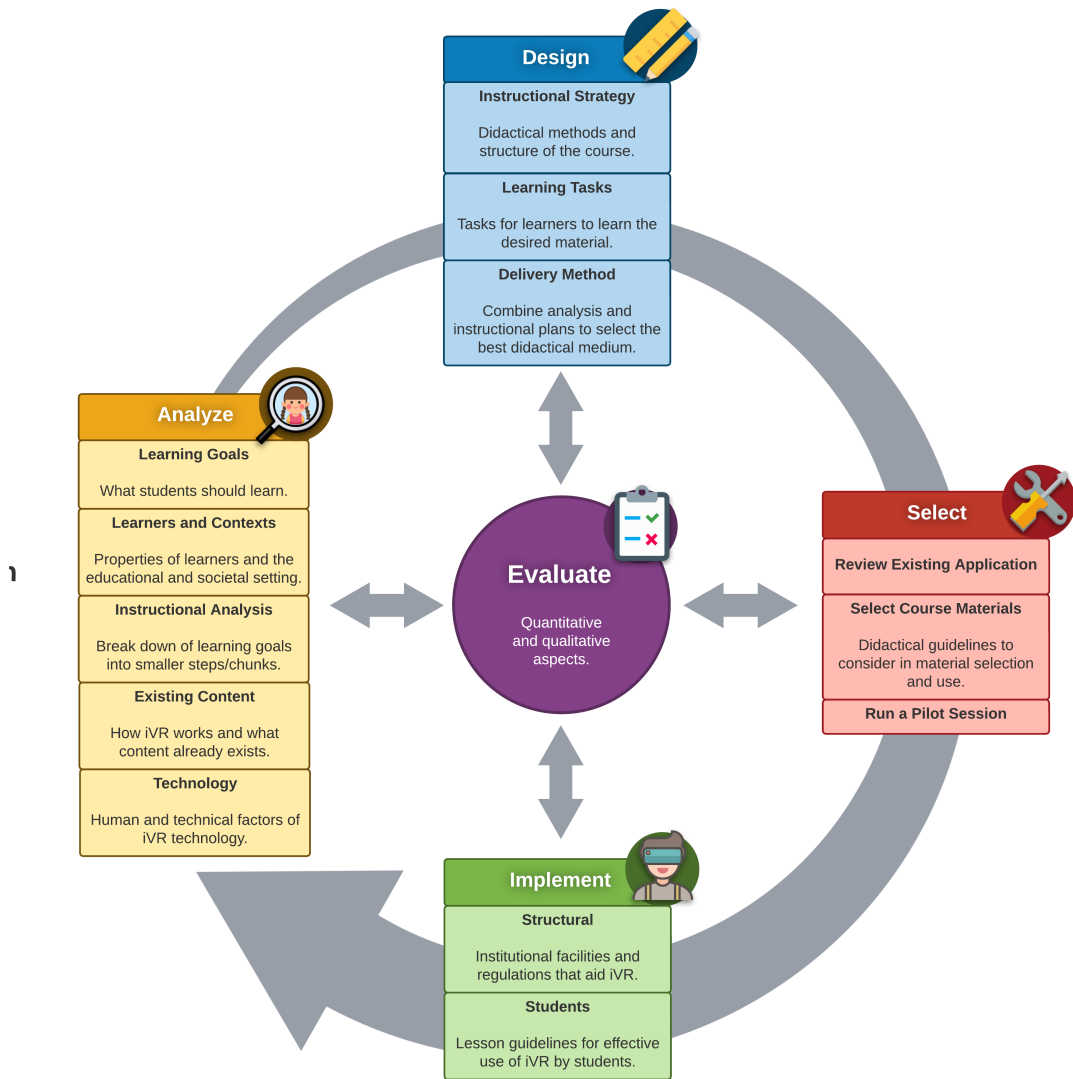 Design
Instructional Strategy
Didactical methods and
structure of the course.
Learning Tasks
Tasks for learners to learn the
desired material.
Delivery Method
Combine analysis and
instructional plans to select the
best didactical medium.
Analyze
Learning Goals
What students should learn.
Learners and Contexts
Properties of learners and the
educational and societal setting.
Instructional Analysis
Break down of learning goals
into smaller steps/chunks.
Existing Content
How iVR works and what
content already exists.
Technology
Human and technical factors of
iVR technology.
Evaluate
Quantitative
and qualitative
aspects.
Select
Review Existing Application
Select Course Materials
Didactical guidelines to
consider in material selection
and use.
Run a Pilot Session
Implement
Structural
Institutional facilities and
regulations that aid iVR.
Students
Lesson guidelines for effective
use of iVR by students.